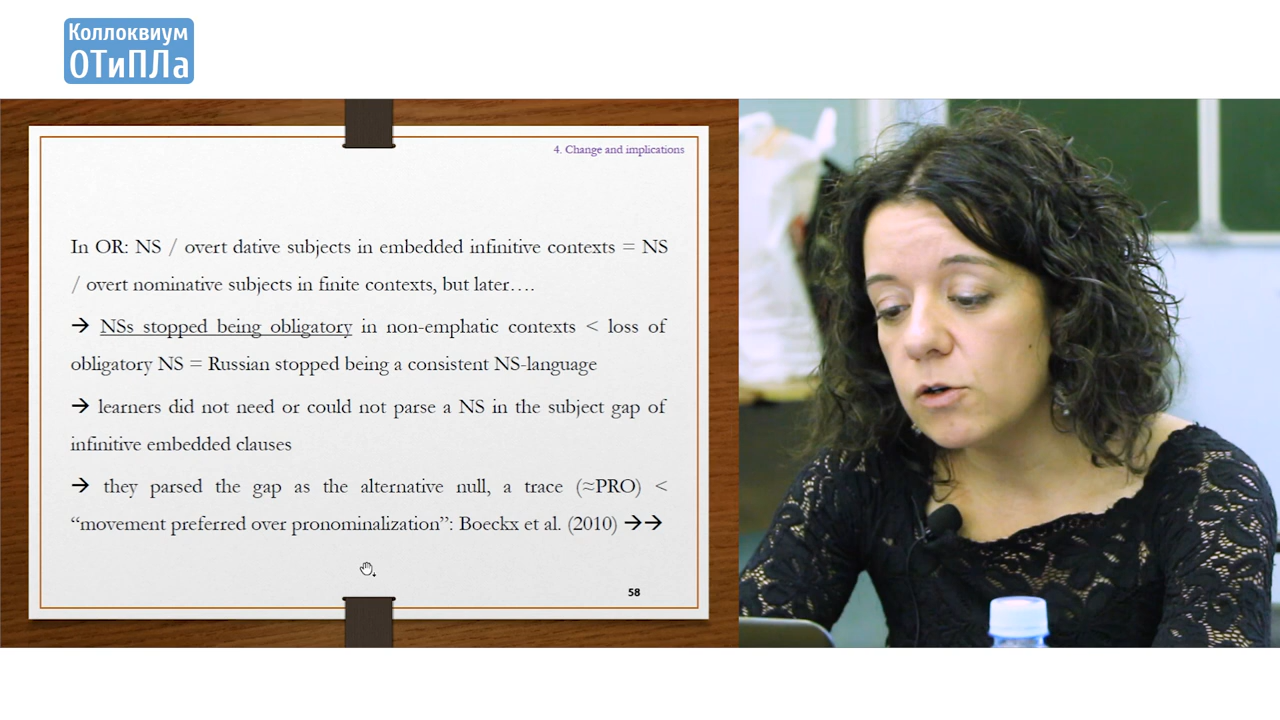 Коллоквиум
ОТиПЛа
4. Change and implications
In OR: NS / overt dative subjects in embedded infinitive contexts = NS
/ overt nominative subjects in finite contexts, but later….
→ NSs stopped being obligatory in non-emphatic contexts < loss of
obligatory NS = Russian stopped being a consistent NS-language
→ learners did not need or could not parse a NS in the subject gap of
infinitive embedded clauses
→ they parsed the gap as the alternative null, a trace (≈PRO) <
“movement preferred over pronominalization”: Boeckx et al. (2010) →→
58